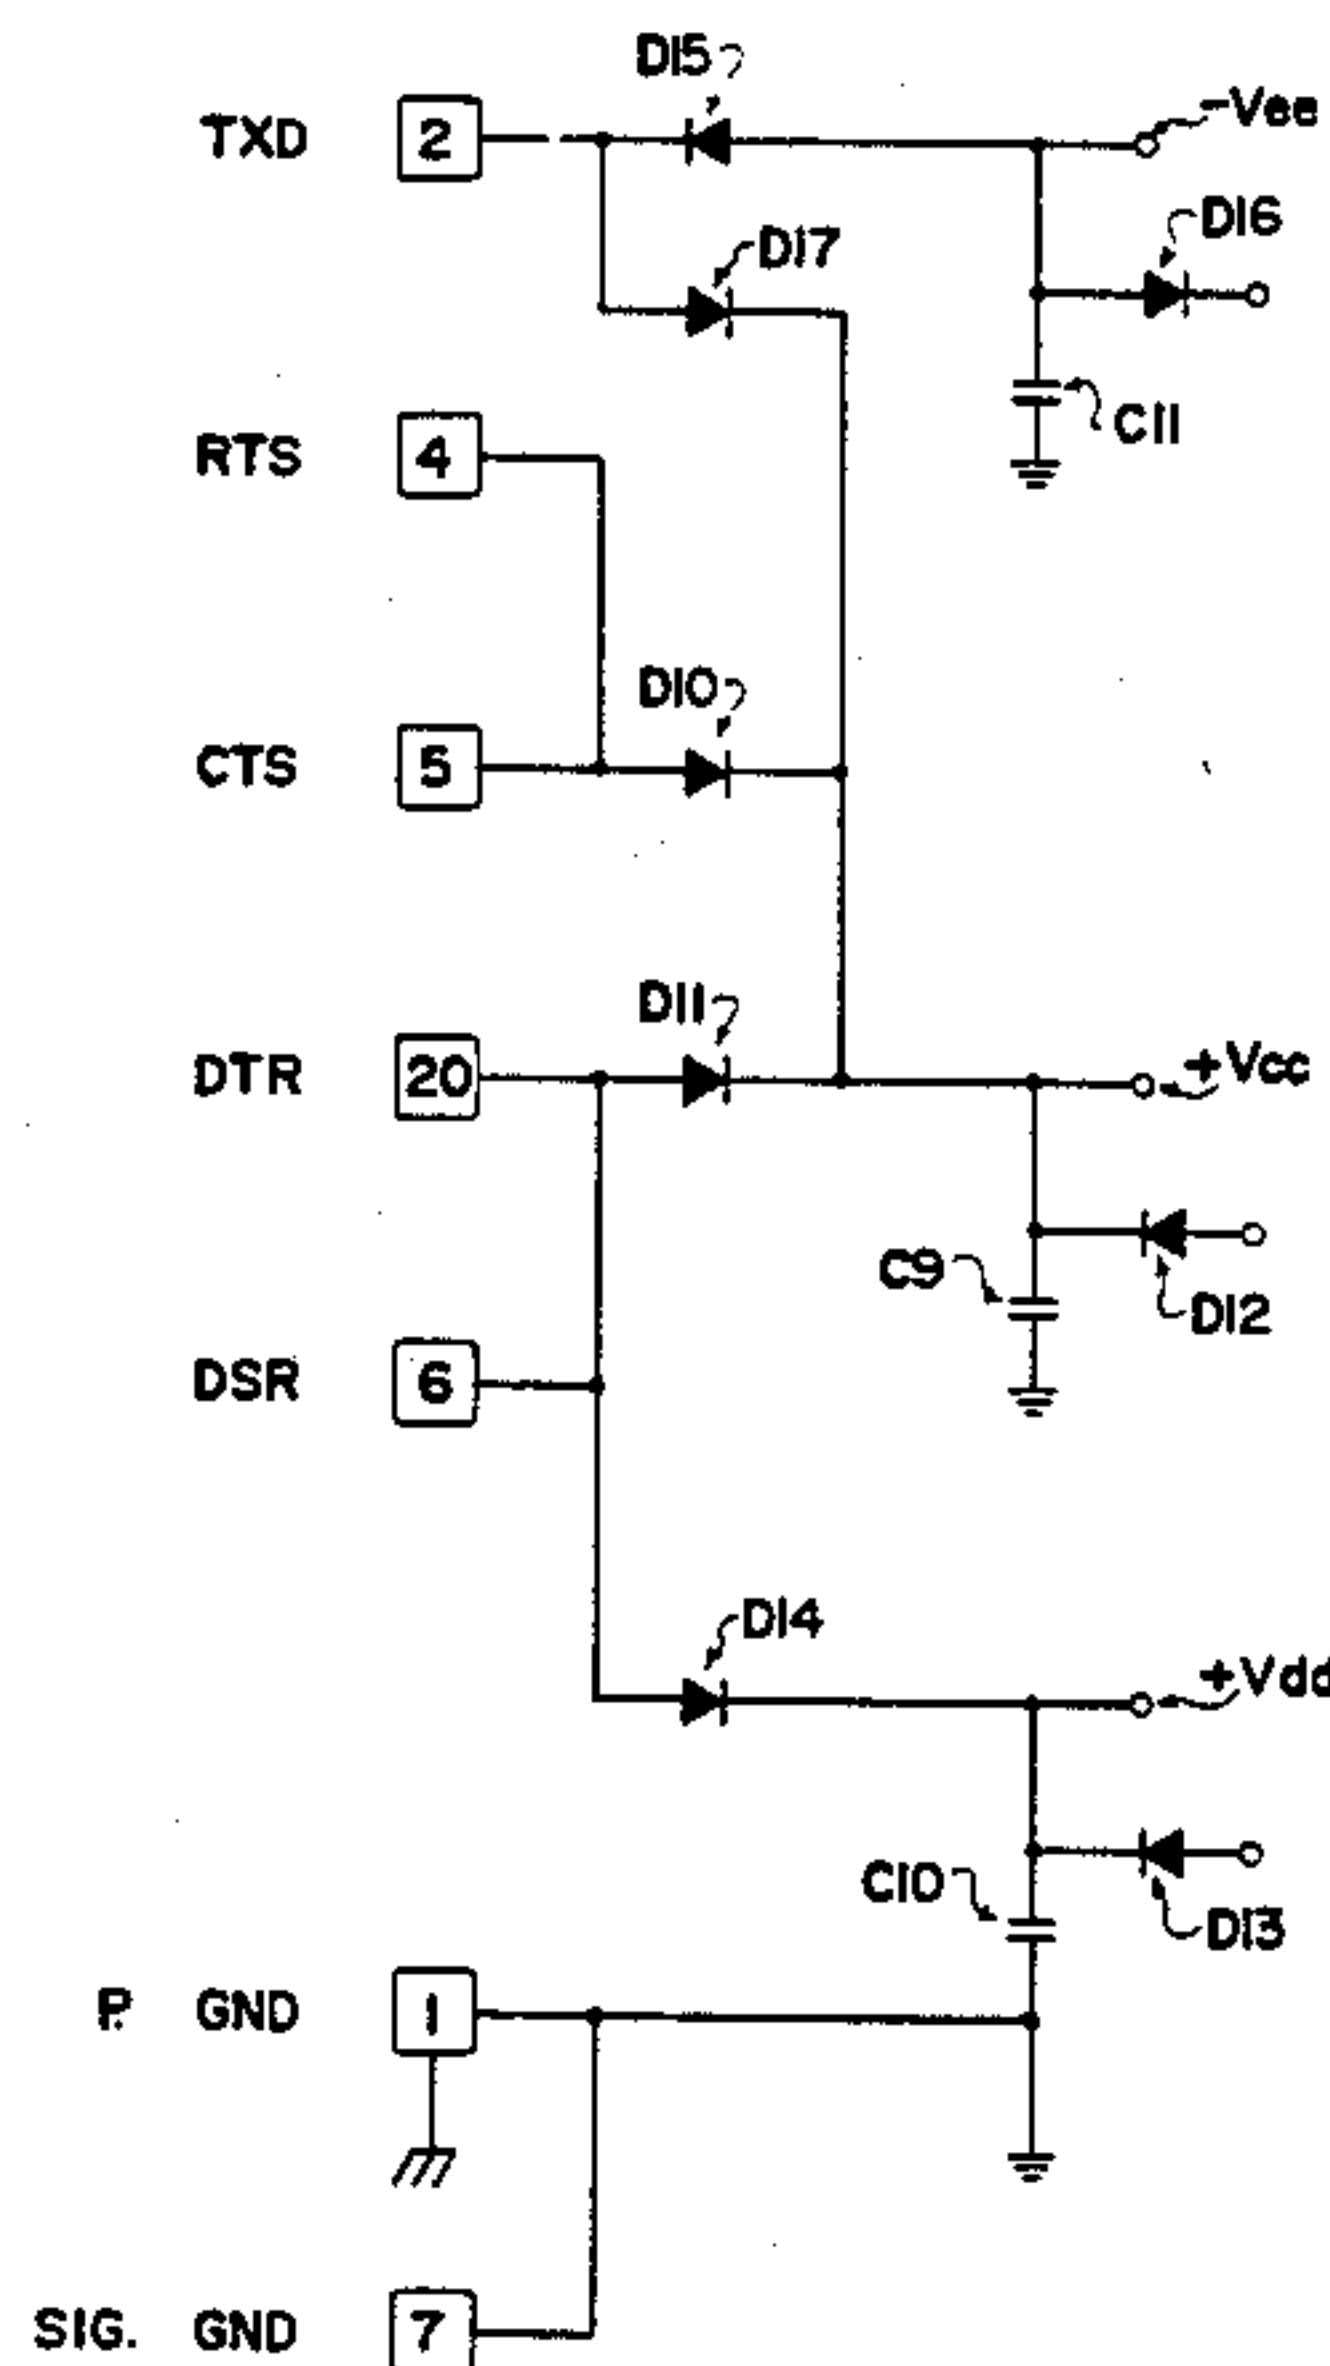 D15
TXD 2 -Vee
D16
D17
RTS 4
C11
D10
CTS 5
D11
DTR 20 +Vcc
C9
D12
DSR 6
D14
+Vdd
C10
D13
P. GND 1
SIG. GND 7